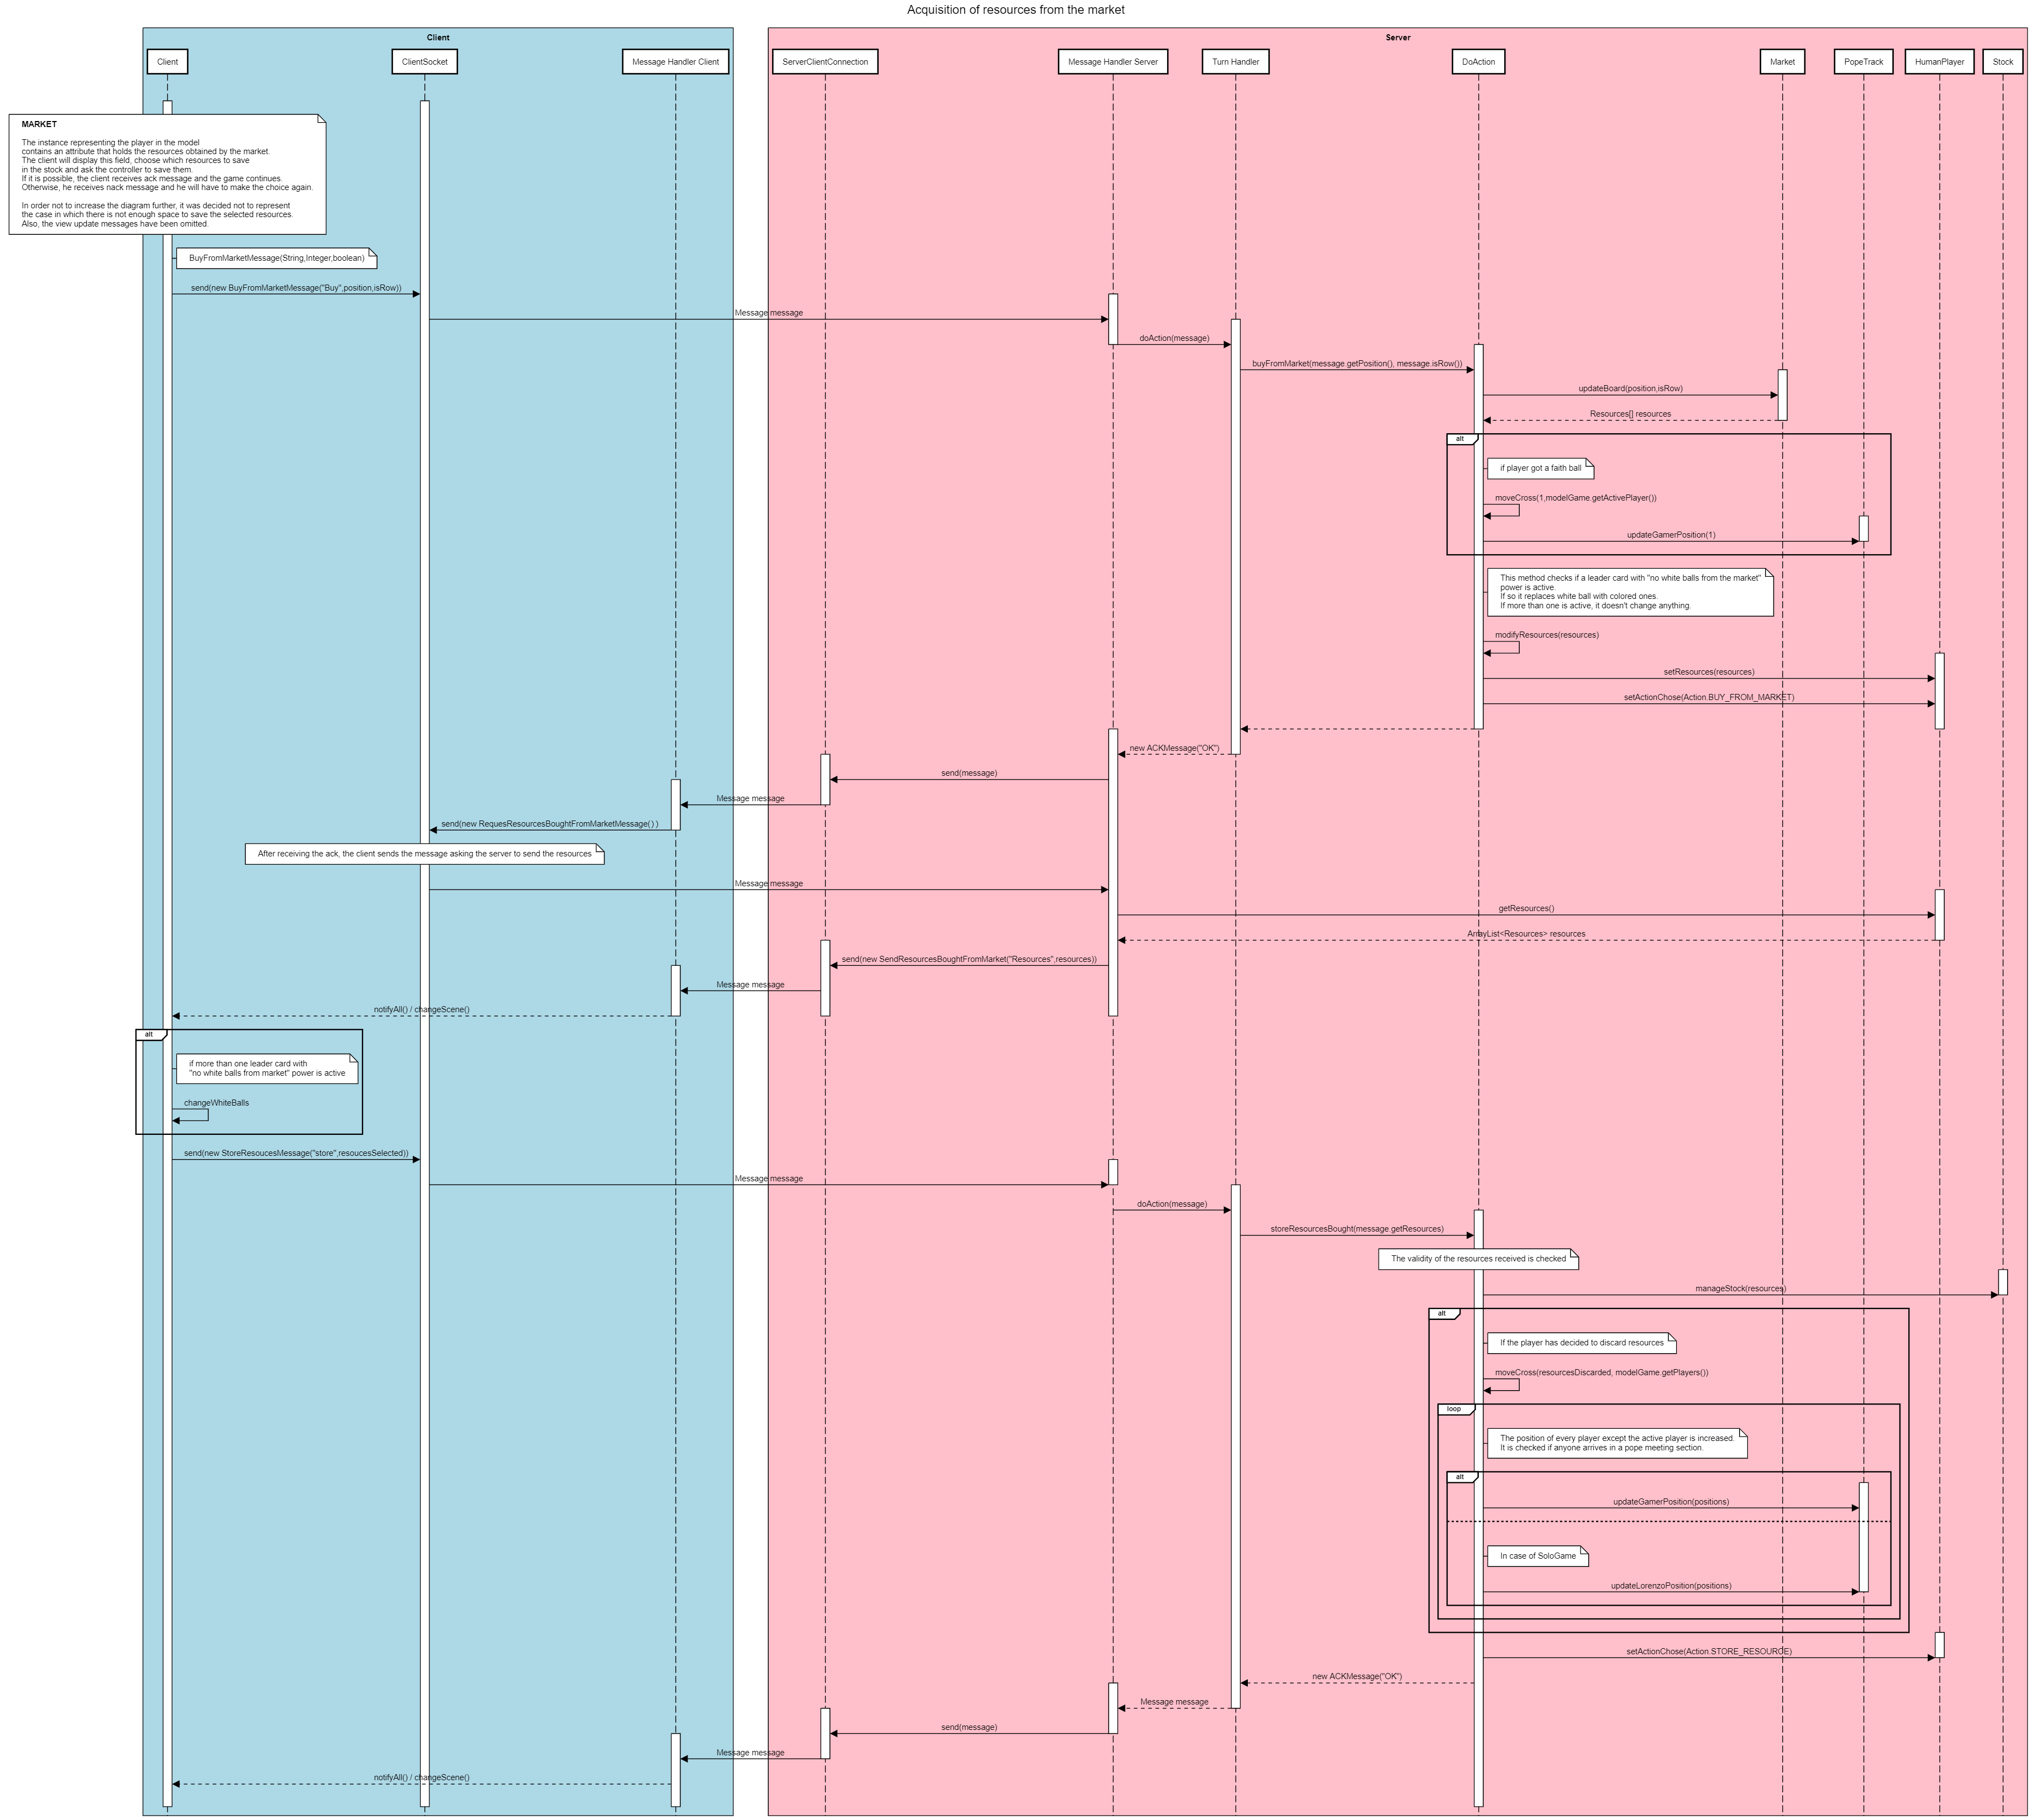 Acquisition of resources from the market
Client
Server
Client
ClientSocket
Message Handler Client
ServerClientConnection
Message Handler Server
Turn Handler
DoAction
Market
PopeTrack
HumanPlayer
Stock
MARKET
The instance representing the player in the model
contains an attribute that holds the resources obtained by the market.
The client will display this field, choose which resources to save
in the stock and ask the controller to save them.
If it is possible, the client receives ack message and the game continues.
Otherwise, he receives nack message and he will have to make the choice again.
In order not to increase the diagram further, it was decided not to represent
the case in which there is not enough space to save the selected resources.
Also, the view update messages have been omitted.
BuyFromMarketMessage(String,Integer,boolean)
send(new BuyFromMarketMessage("Buy",position,isRow))
Message message
doAction(message)
buyFromMarket(message.getPosition(), message.isRow())
updateBoard(position,isRow)
Resources[] resources
alt
if player got a faith ball
moveCross(1,modelGame.getActivePlayer())
updateGamerPosition(1)
This method checks if a leader card with "no white balls from the market"
power is active.
If so it replaces white ball with colored ones.
If more than one is active, it doesn't change anything.
modifyResources(resources)
setResources(resources)
setActionChose(Action.BUY_FROM_MARKET)
new ACKMessage("OK")
send(message)
Message message
send(new RequesResourcesBoughtFromMarketMessage() )
After receiving the ack, the client sends the message asking the server to send the resources
Message message
getResources()
ArrayList<Resources> resources
send(new SendResourcesBoughtFromMarket("Resources",resources))
Message message
notifyAll() / changeScene()
alt
if more than one leader card with
"no white balls from market" power is active
changeWhiteBalls
send(new StoreResoucesMessage("store",resoucesSelected))
Message message
doAction(message)
storeResourcesBought(message.getResources)
The validity of the resources received is checked
manageStock(resources)
alt
If the player has decided to discard resources
moveCross(resourcesDiscarded, modelGame.getPlayers())
loop
The position of every player except the active player is increased.
It is checked if anyone arrives in a pope meeting section.
alt
updateGamerPosition(positions)
In case of SoloGame
updateLorenzoPosition(positions)
setActionChose(Action.STORE_RESOURCE)
new ACKMessage("OK")
Message message
send(message)
Message message
notifyAll() / changeScene()